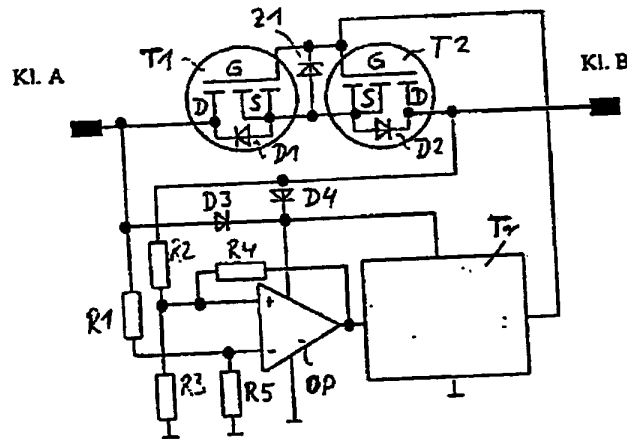 Z1
T1
T2
G
G
Kl. A
Kl. B
D
S
S
D
D1
D2
D3
D4
R2
R4
Tr
R1
+
-
R3
R5
OP